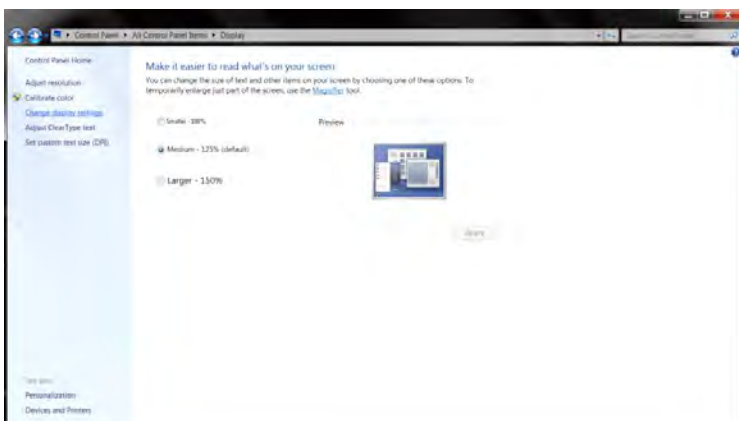 Control Panel ▸ All Control Panel Items ▸ Display
Control Panel Home
Adjust resolution
Calibrate color
Change display settings
Adjust ClearType text
Set custom text size (DPI)
Make it easier to read what's on your screen
You can change the size of text and other items on your screen by choosing one of these options. To
temporarily enlarge just part of the screen, use the Magnifier tool.
Smaller - 100%
Preview
Medium - 125% (default)
Larger - 150%
Apply
See also
Personalization
Devices and Printers